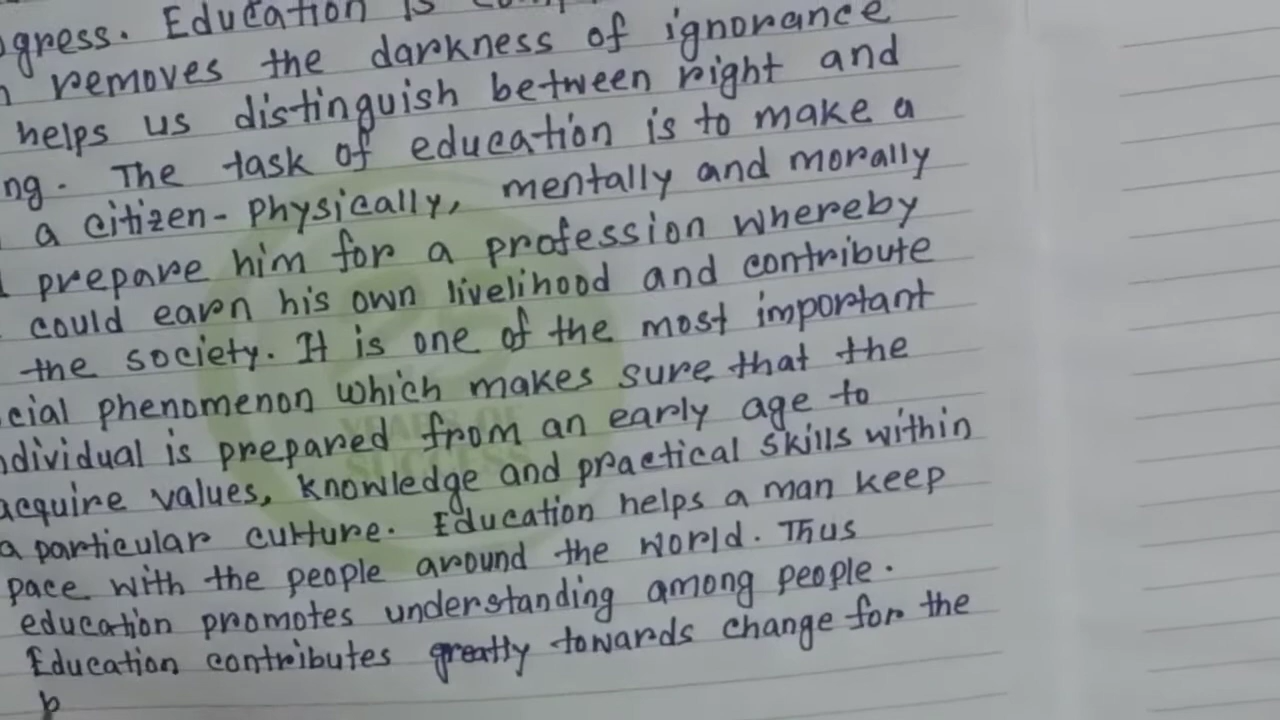 gress. Education is
removes the darkness of ignorance
helps us distinguish between right and
ng. The task of education is to make a
a citizen- physically, mentally and morally
prepare him for a profession whereby
could earn his own livelihood and contribute
the society. It is one of the most important
cial phenomenon which makes sure that the
dividual is prepared from an early age to
acquire values, knowledge and practical skills within
a particular culture. Education helps a man keep
pace with the people around the world. Thus
education promotes understanding among people.
Education contributes greatly towards change for the
b
YEARS OF
SUCCESS